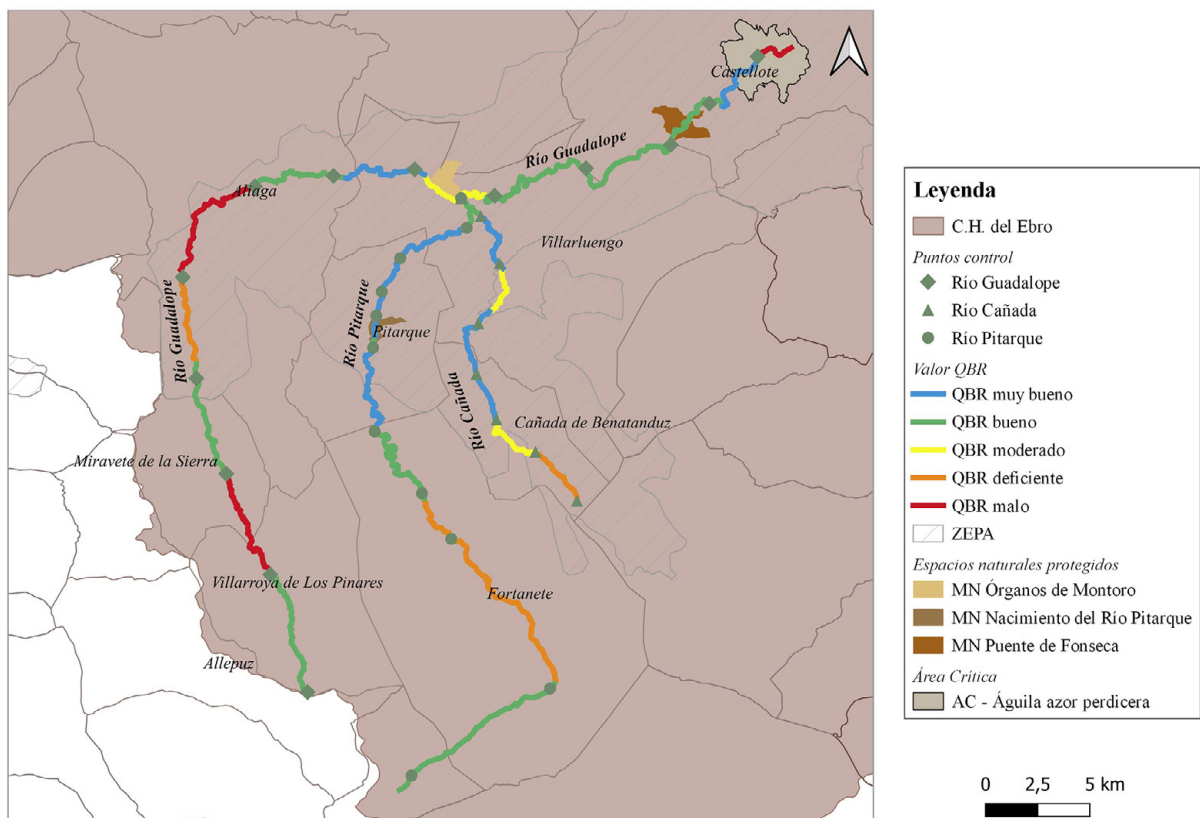 Castellote
Río Guadalope
Aliaga
Villarluengo
Río Guadalope
Río Pitarque
Pitarque
Río Cañada
Cañada de Benatanduz
Miravete de la Sierra
Villarroya de Los Pinares
Fortanete
Allepuz
Leyenda
C.H. del Ebro
Puntos control
Río Guadalope
Río Cañada
Río Pitarque
Valor QBR
QBR muy bueno
QBR bueno
QBR moderado
QBR deficiente
QBR malo
ZEPA
Espacios naturales protegidos
MN Órganos de Montoro
MN Nacimiento del Río Pitarque
MN Puente de Fonseca
Área Crítica
AC - Águila azor perdicera
0 2,5 5 km